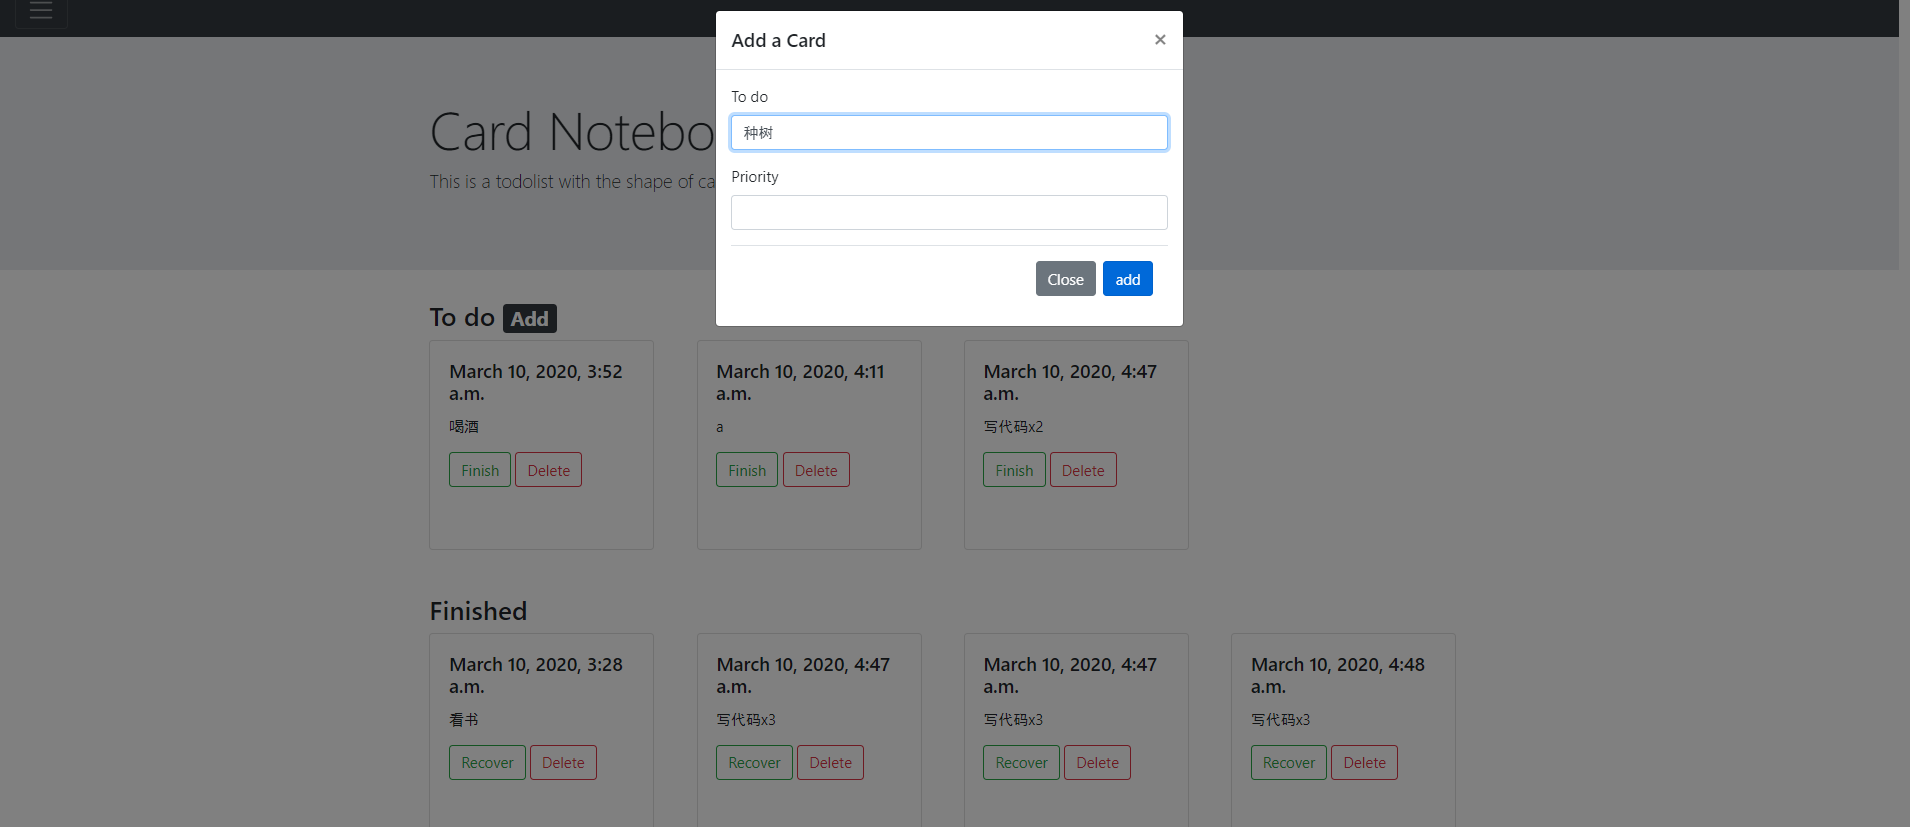 Add a Card ×
To do
种树
Priority
Close add
Card Notebo
This is a todolist with the shape of ca
To do Add
March 10, 2020, 3:52
a.m.
喝酒
Finish Delete
March 10, 2020, 4:11
a.m.
a
Finish Delete
March 10, 2020, 4:47
a.m.
写代码x2
Finish Delete
Finished
March 10, 2020, 3:28
a.m.
看书
Recover Delete
March 10, 2020, 4:47
a.m.
写代码x3
Recover Delete
March 10, 2020, 4:47
a.m.
写代码x3
Recover Delete
March 10, 2020, 4:48
a.m.
写代码x3
Recover Delete